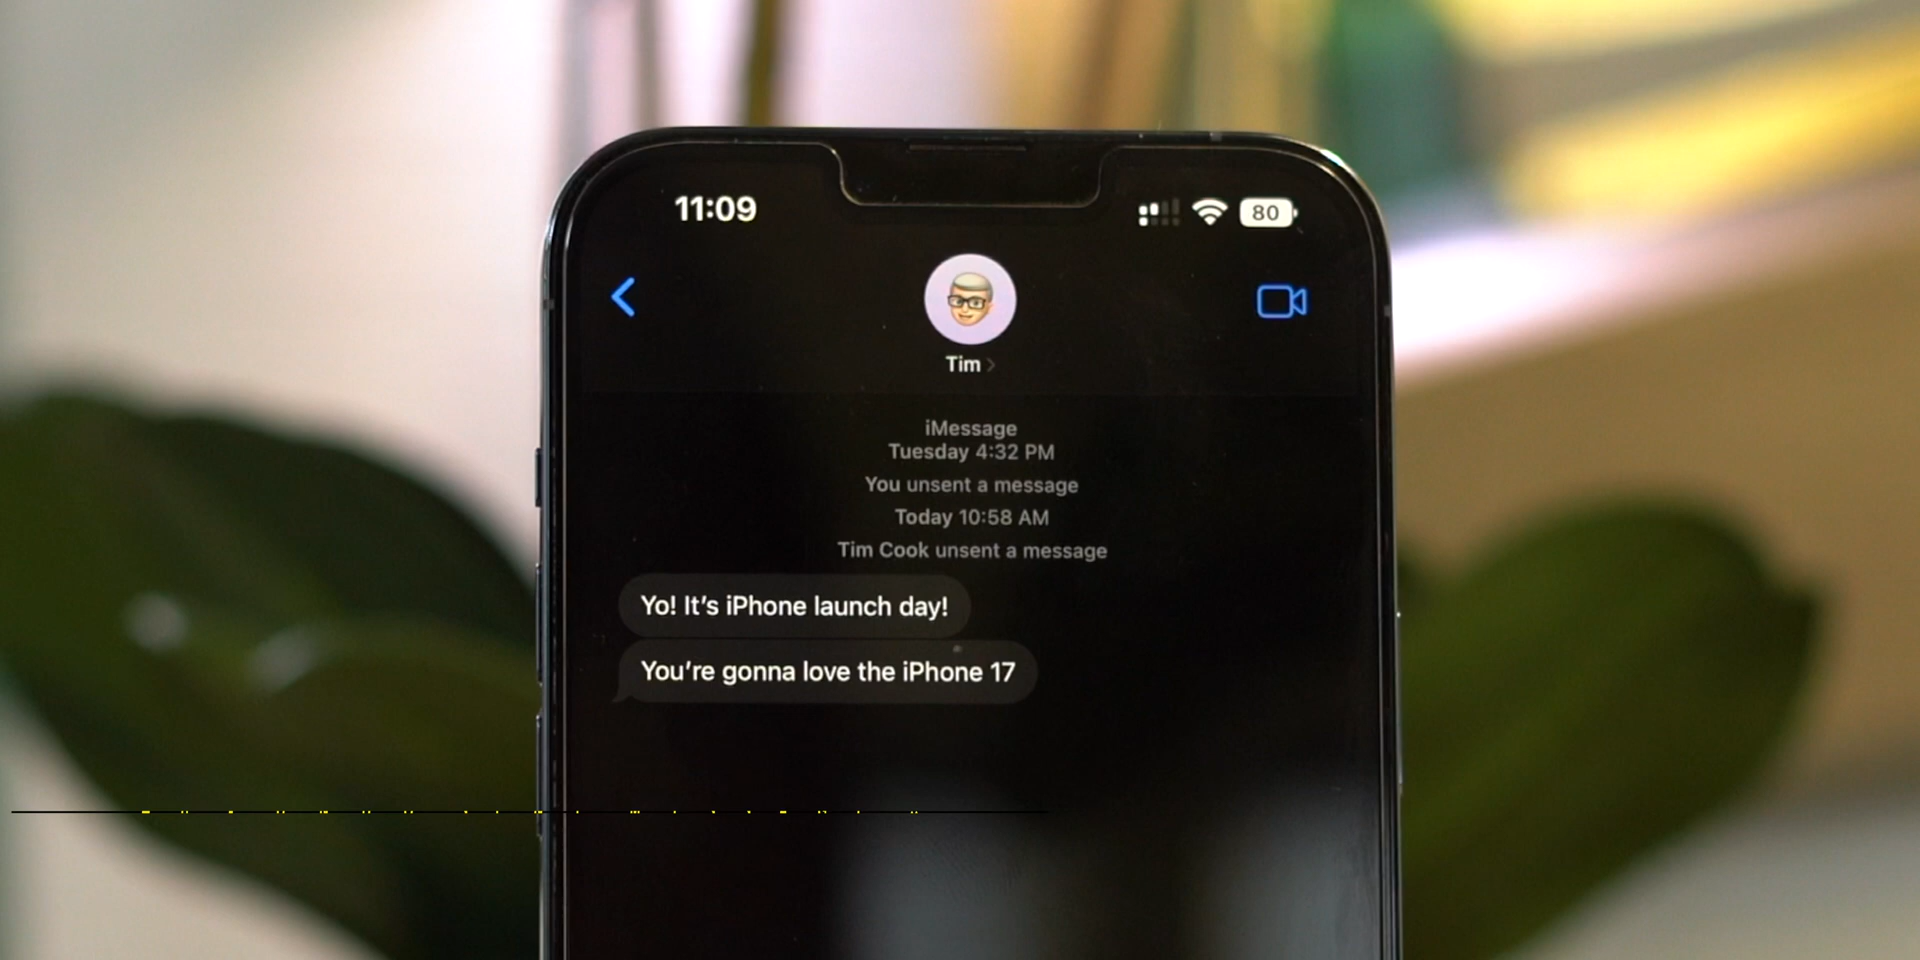 11:09
80
Tim
iMessage
Tuesday 4:32 PM
You unsent a message
Today 10:58 AM
Tim Cook unsent a message
Yo! It’s iPhone launch day!
You’re gonna love the iPhone 17